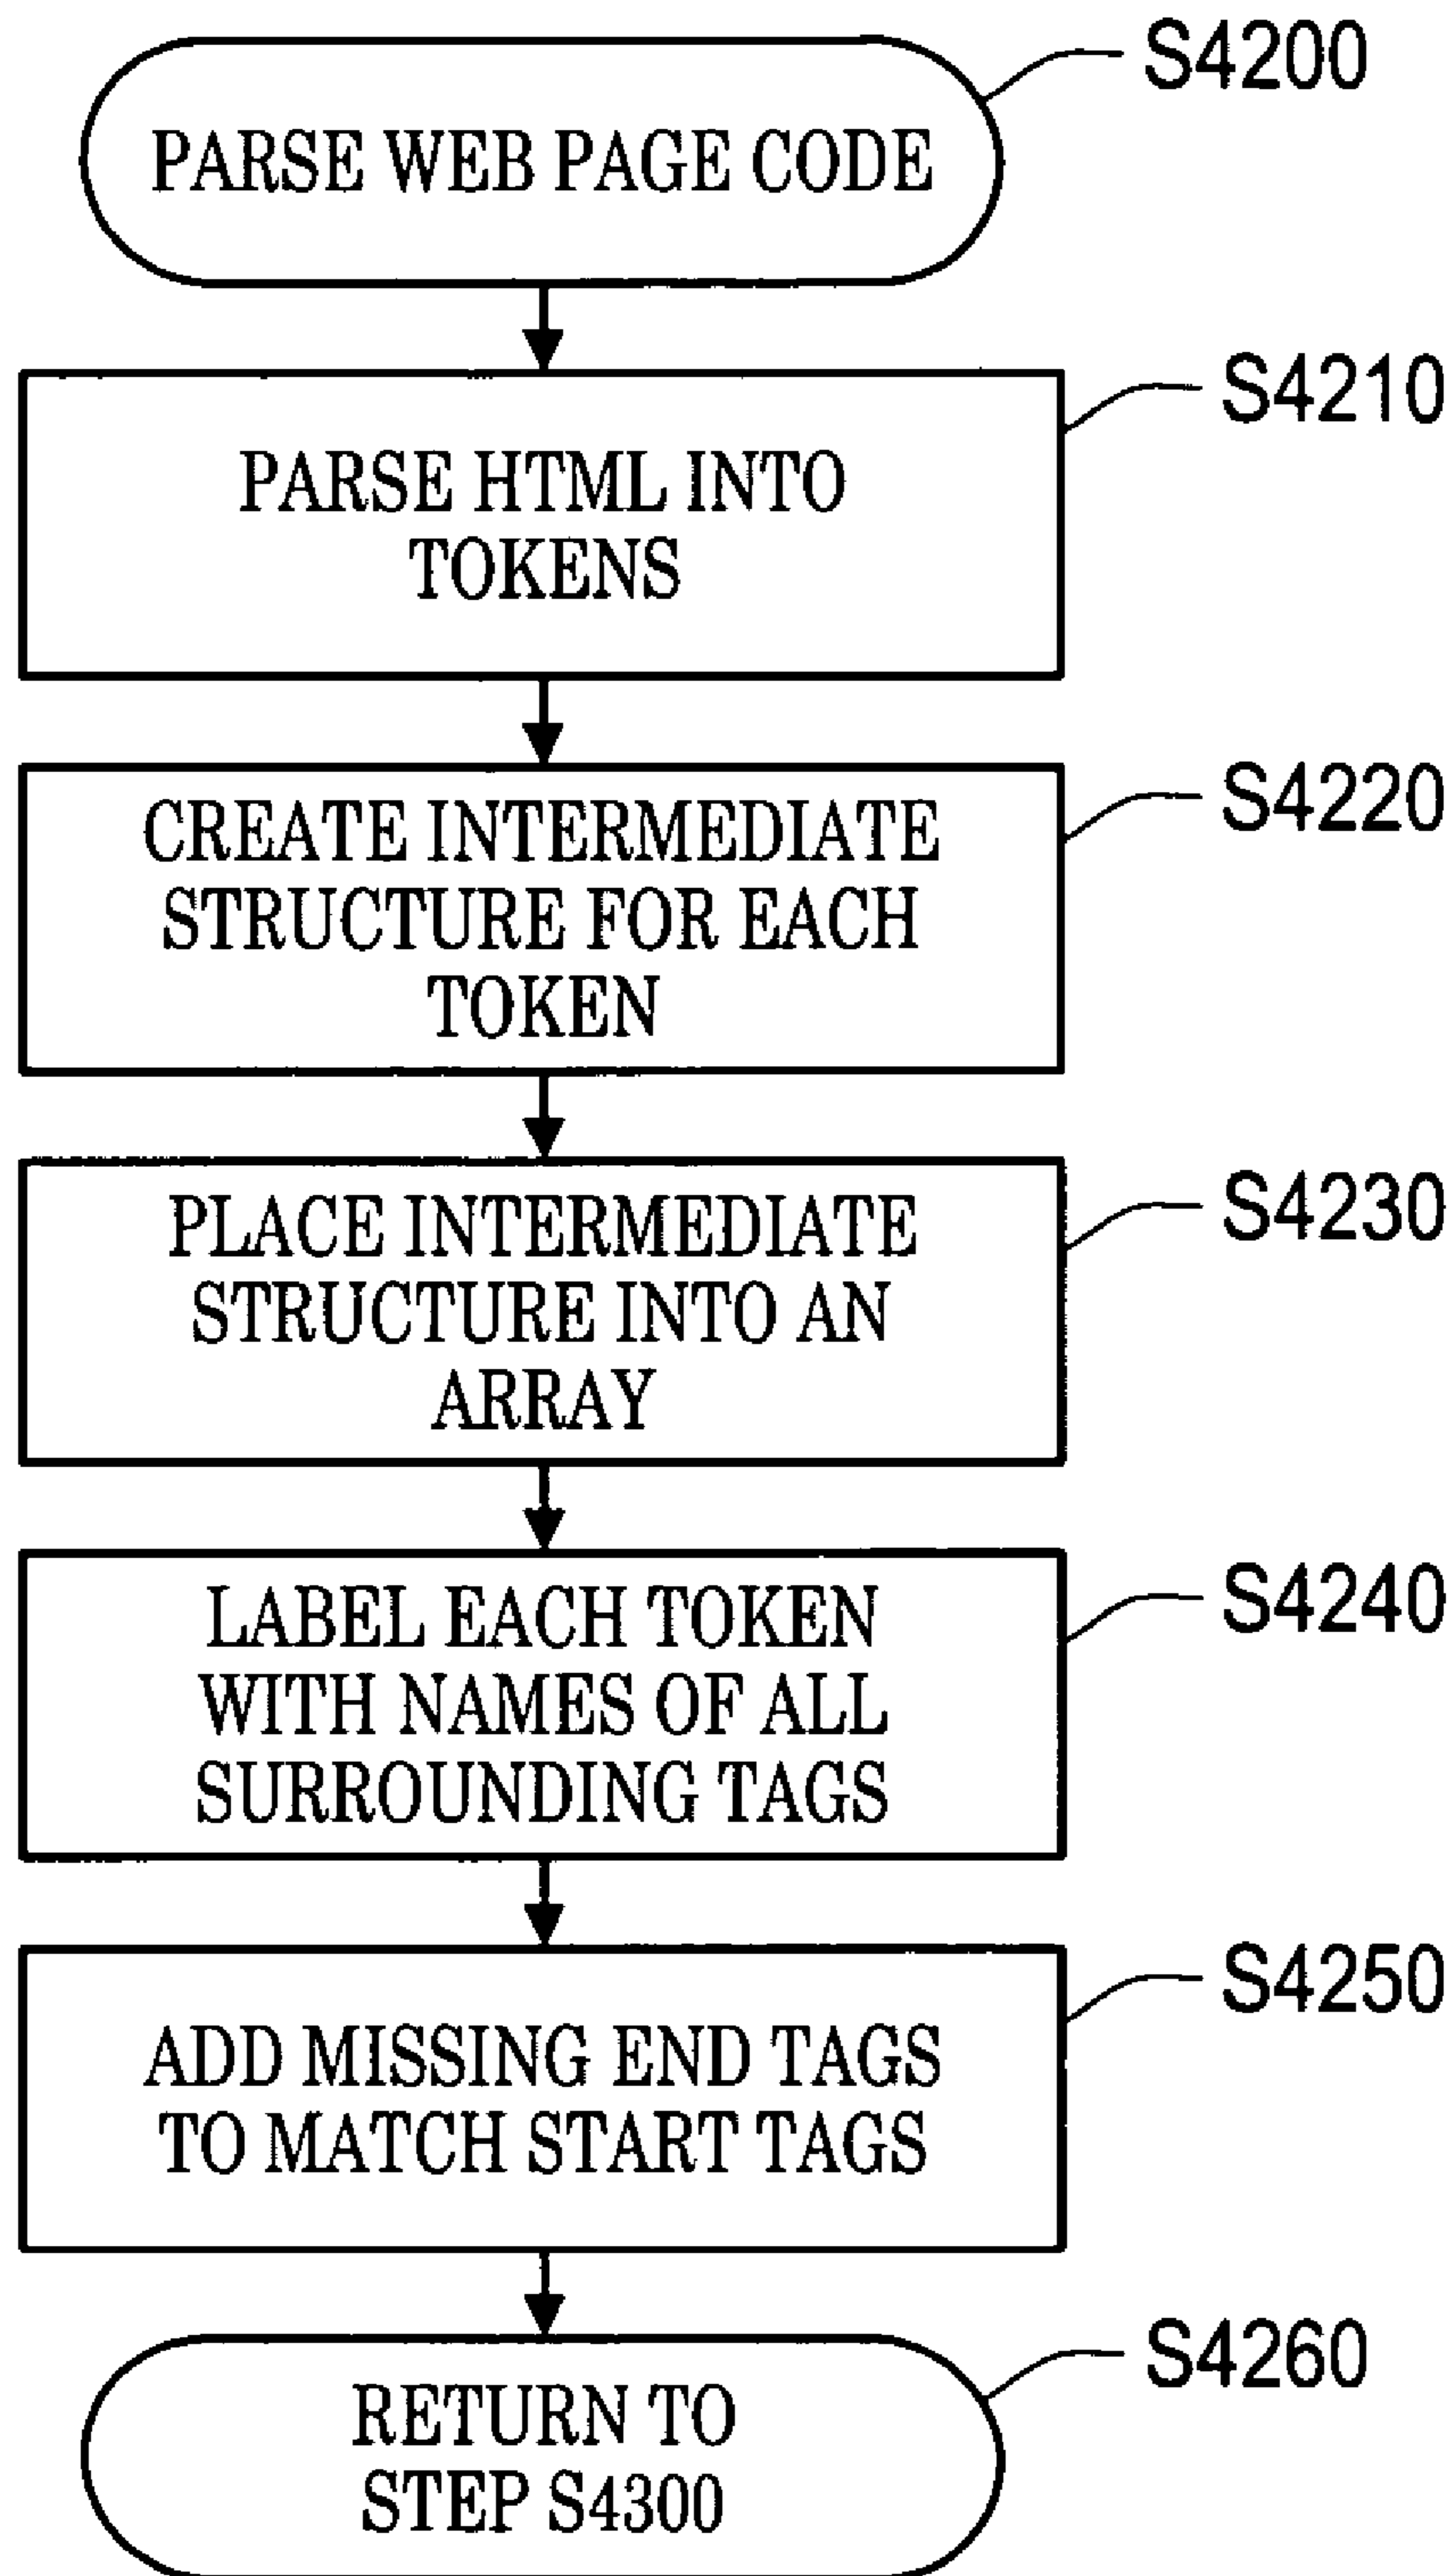 S4200
PARSE WEB PAGE CODE
S4210
PARSE HTML INTO
TOKENS
S4220
CREATE INTERMEDIATE
STRUCTURE FOR EACH
TOKEN
S4230
PLACE INTERMEDIATE
STRUCTURE INTO AN
ARRAY
S4240
LABEL EACH TOKEN
WITH NAMES OF ALL
SURROUNDING TAGS
S4250
ADD MISSING END TAGS
TO MATCH START TAGS
S4260
RETURN TO
STEP S4300